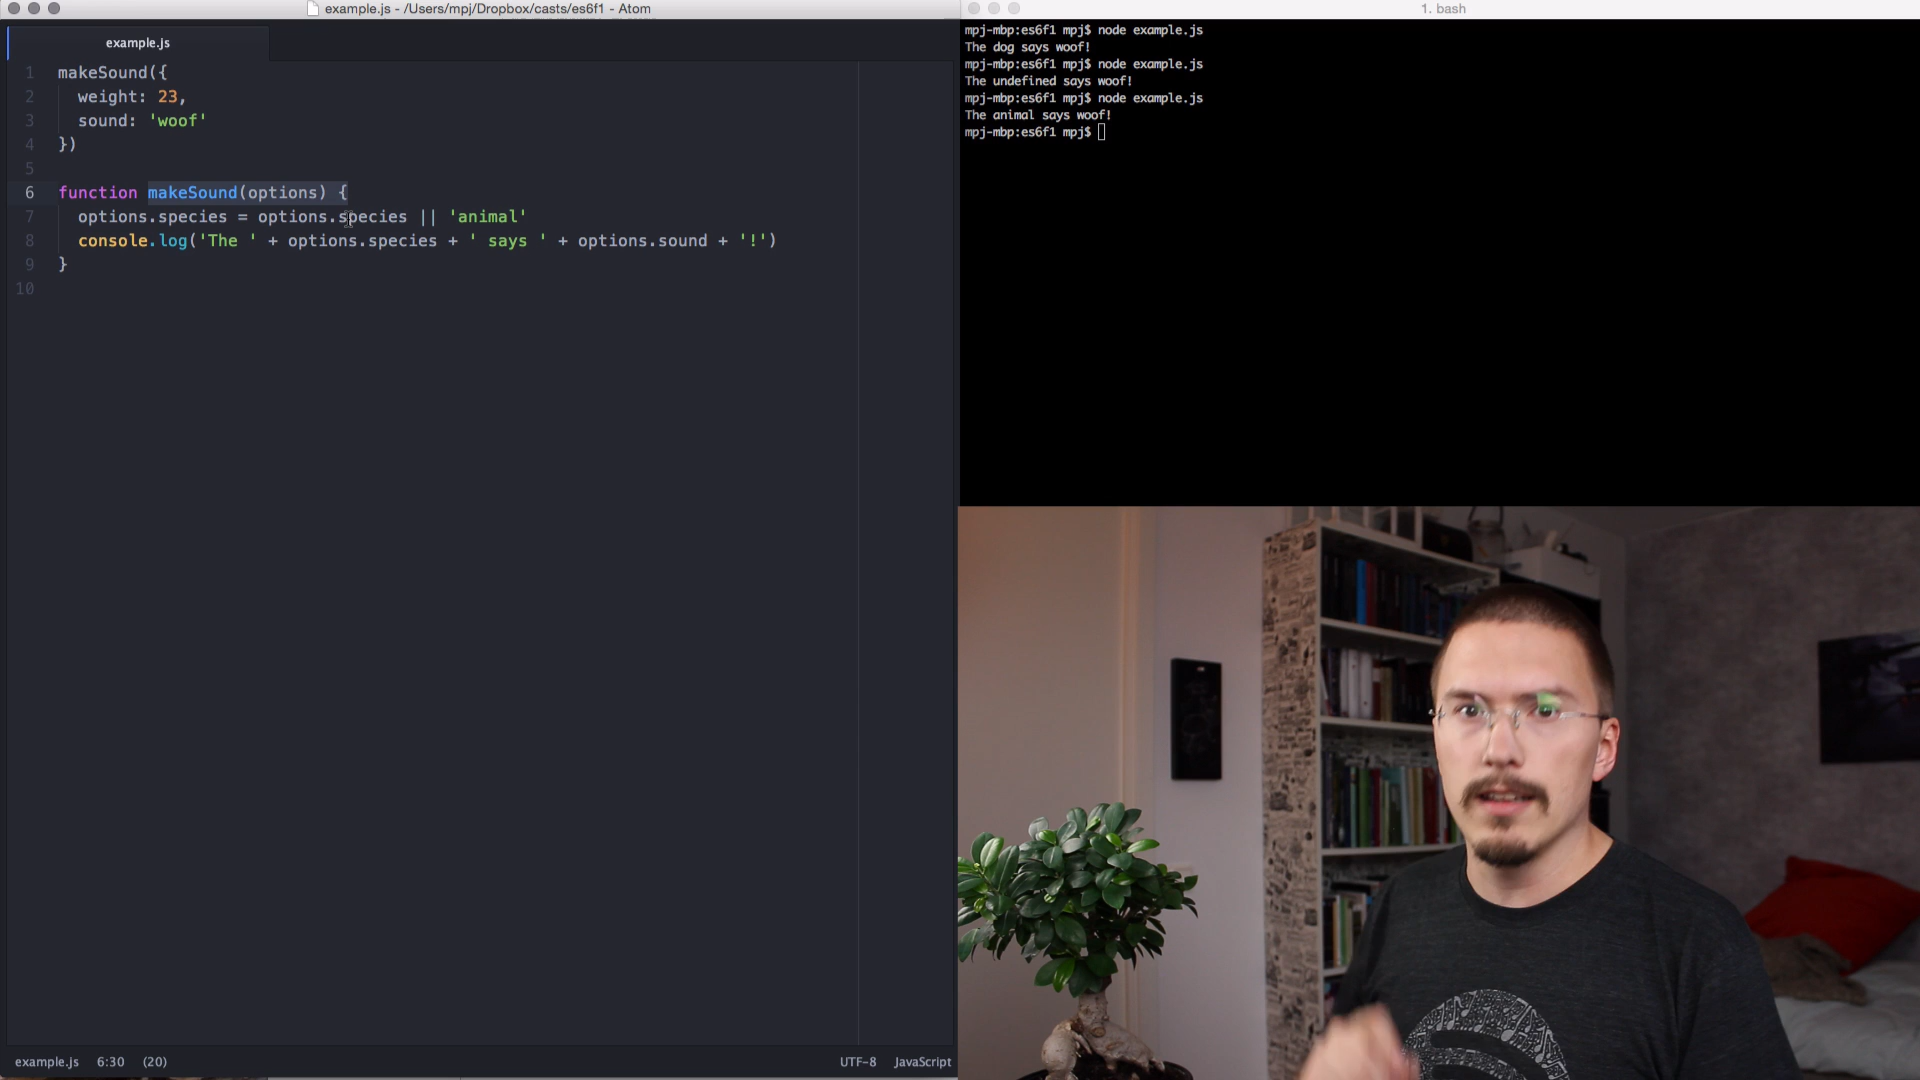 example.js - /Users/mpj/Dropbox/casts/es6f1 - Atom
example.js
1 makeSound({
2   weight: 23,
3   sound: 'woof'
4 })
5
6 function makeSound(options) {
7   options.species = options.species || 'animal'
8   console.log('The ' + options.species + ' says ' + options.sound + '!')
9 }
10
example.js 6:30 (20) UTF-8 JavaScript
1. bash
mpj-mbp:es6f1 mpj$ node example.js
The dog says woof!
mpj-mbp:es6f1 mpj$ node example.js
The undefined says woof!
mpj-mbp:es6f1 mpj$ node example.js
The animal says woof!
mpj-mbp:es6f1 mpj$